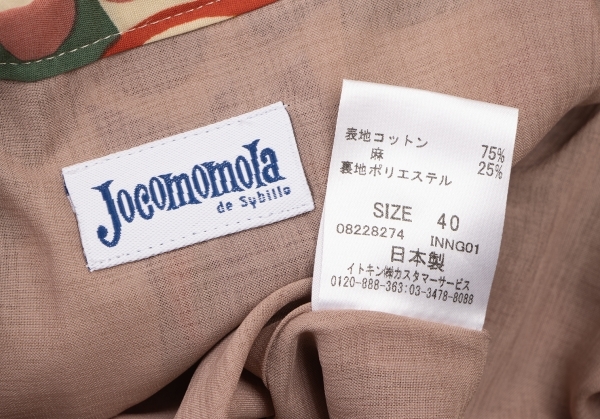 Jocomomola
de Sybilla
表地コットン 75%
麻 25%
裏地ポリエステル
SIZE 40
08228274 INNG01
日本製
イトキン㈱カスタマーサービス
0120-888-363:03-3478-8088